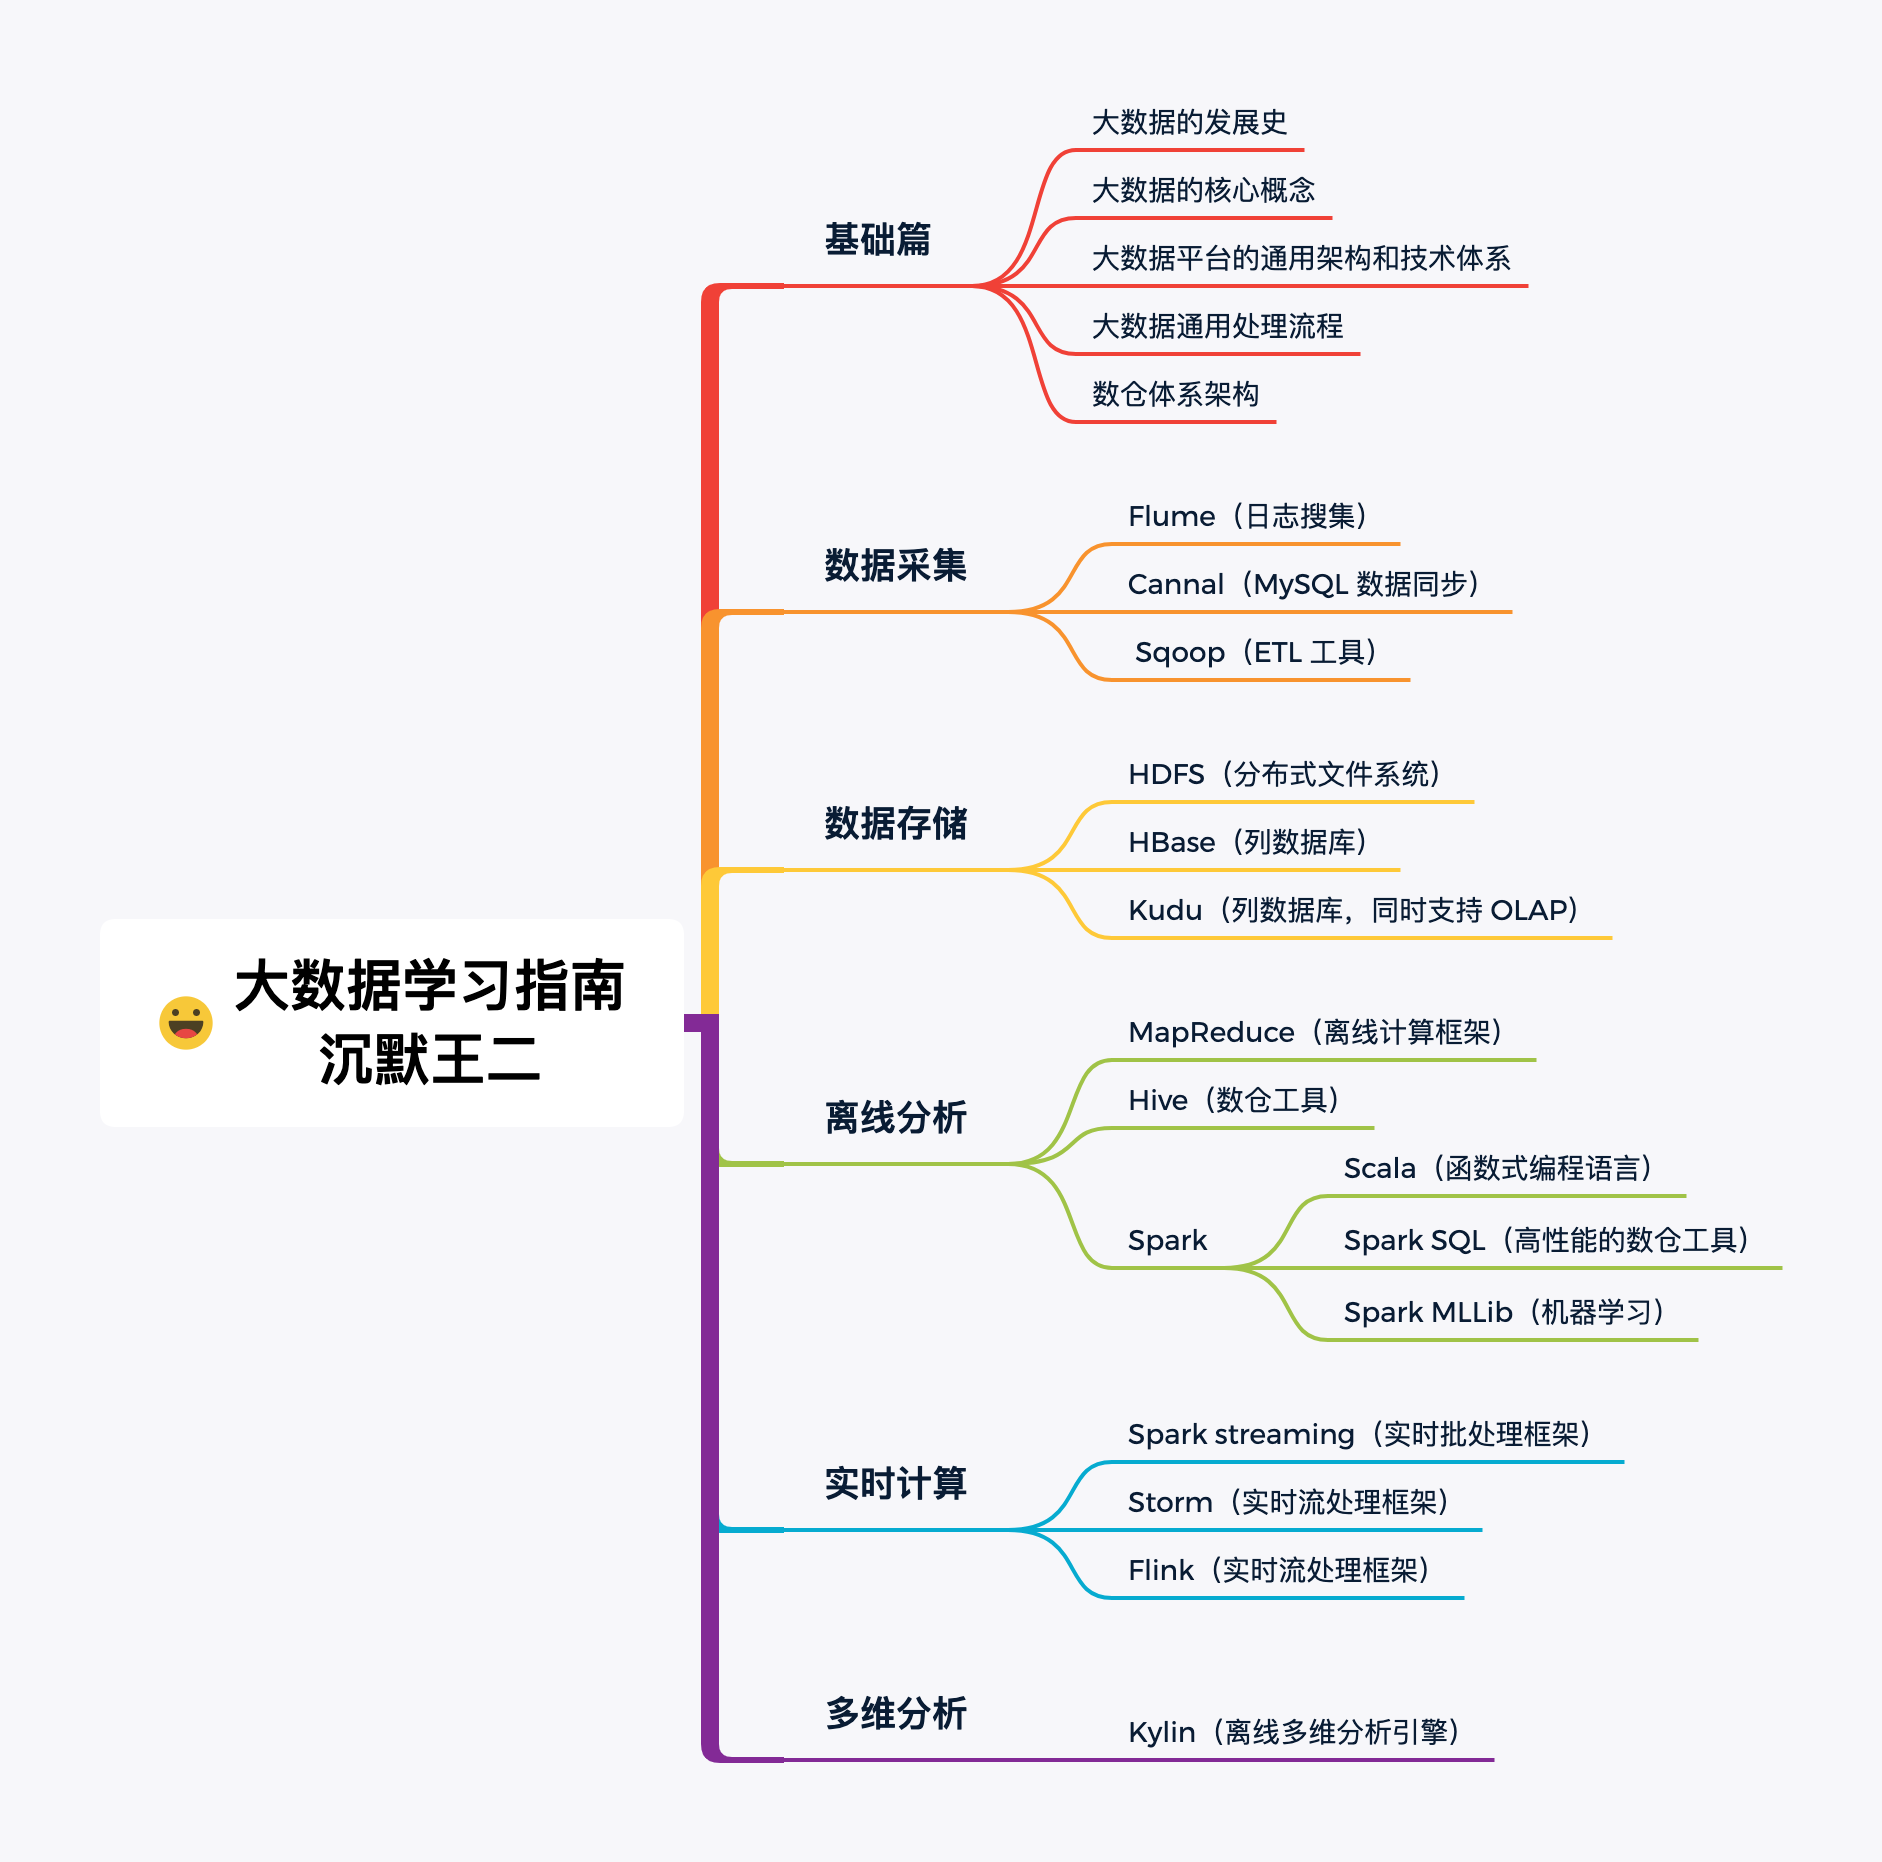 大数据学习指南
沉默王二
基础篇
大数据的发展史
大数据的核心概念
大数据平台的通用架构和技术体系
大数据通用处理流程
数仓体系架构
数据采集
Flume（日志搜集）
Cannal（MySQL 数据同步）
Sqoop（ETL 工具）
数据存储
HDFS（分布式文件系统）
HBase（列数据库）
Kudu（列数据库，同时支持 OLAP）
离线分析
MapReduce（离线计算框架）
Hive（数仓工具）
Spark
Scala（函数式编程语言）
Spark SQL（高性能的数仓工具）
Spark MLLib（机器学习）
实时计算
Spark streaming（实时批处理框架）
Storm（实时流处理框架）
Flink（实时流处理框架）
多维分析
Kylin（离线多维分析引擎）